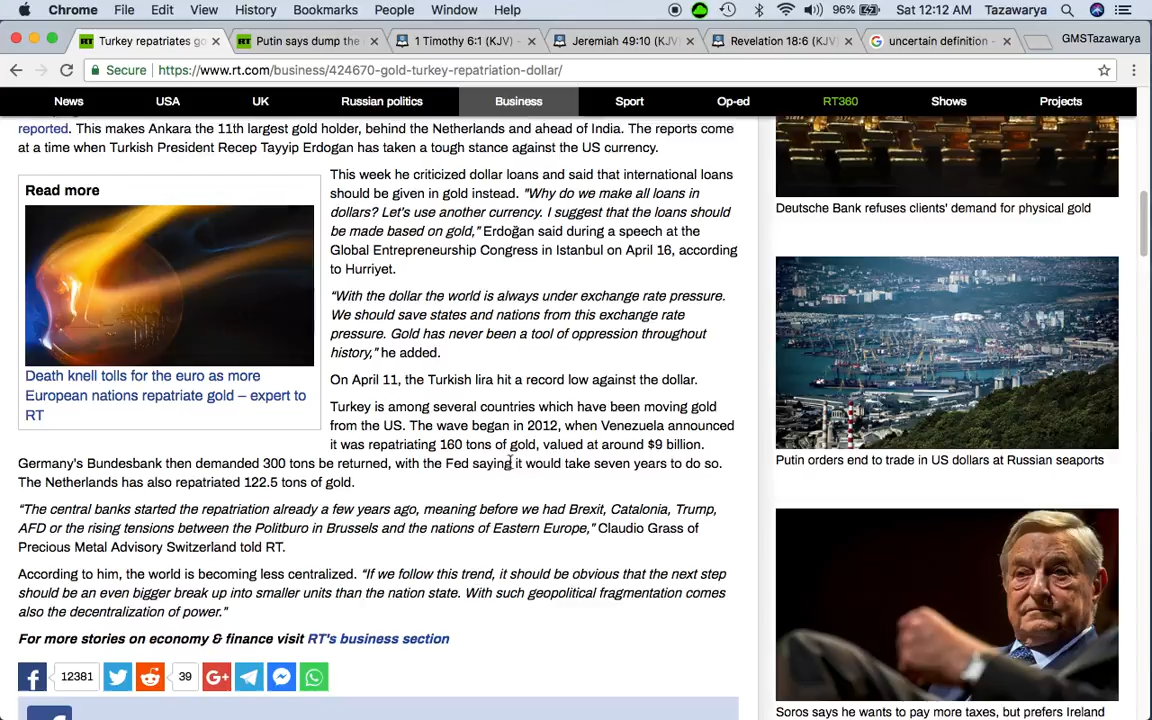 Chrome File Edit View History Bookmarks People Window Help 96% Sat 12:12 AM Tazawarya
Turkey repatriates go Putin says dump the 1 Timothy 6:1 (KJV) - Jeremiah 49:10 (KJV) - Revelation 18:6 (KJV) - uncertain definition - GMSTazawarya
Secure https://www.rt.com/business/424670-gold-turkey-repatriation-dollar/
News USA UK Russian politics Business Sport Op-ed RT360 Shows Projects
reported. This makes Ankara the 11th largest gold holder, behind the Netherlands and ahead of India. The reports come
at a time when Turkish President Recep Tayyip Erdogan has taken a tough stance against the US currency.
Read more
Death knell tolls for the euro as more
European nations repatriate gold – expert to
RT
This week he criticized dollar loans and said that international loans
should be given in gold instead. "Why do we make all loans in
dollars? Let's use another currency. I suggest that the loans should
be made based on gold," Erdoğan said during a speech at the
Global Entrepreneurship Congress in Istanbul on April 16, according
to Hurriyet.
"With the dollar the world is always under exchange rate pressure.
We should save states and nations from this exchange rate
pressure. Gold has never been a tool of oppression throughout
history," he added.
On April 11, the Turkish lira hit a record low against the dollar.
Turkey is among several countries which have been moving gold
from the US. The wave began in 2012, when Venezuela announced
it was repatriating 160 tons of gold, valued at around $9 billion.
Germany's Bundesbank then demanded 300 tons be returned, with the Fed saying it would take seven years to do so.
The Netherlands has also repatriated 122.5 tons of gold.
"The central banks started the repatriation already a few years ago, meaning before we had Brexit, Catalonia, Trump,
AFD or the rising tensions between the Politburo in Brussels and the nations of Eastern Europe," Claudio Grass of
Precious Metal Advisory Switzerland told RT.
According to him, the world is becoming less centralized. "If we follow this trend, it should be obvious that the next step
should be an even bigger break up into smaller units than the nation state. With such geopolitical fragmentation comes
also the decentralization of power."
For more stories on economy & finance visit RT's business section
12381 39
Deutsche Bank refuses clients' demand for physical gold
Putin orders end to trade in US dollars at Russian seaports
Soros says he wants to pay more taxes, but prefers Ireland